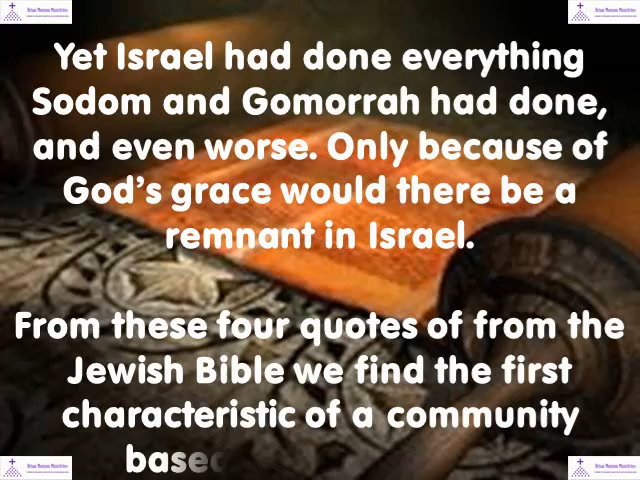 Yet Israel had done everything
Sodom and Gomorrah had done,
and even worse. Only because of
God's grace would there be a
remnant in Israel.
From these four quotes of from the
Jewish Bible we find the first
characteristic of a community